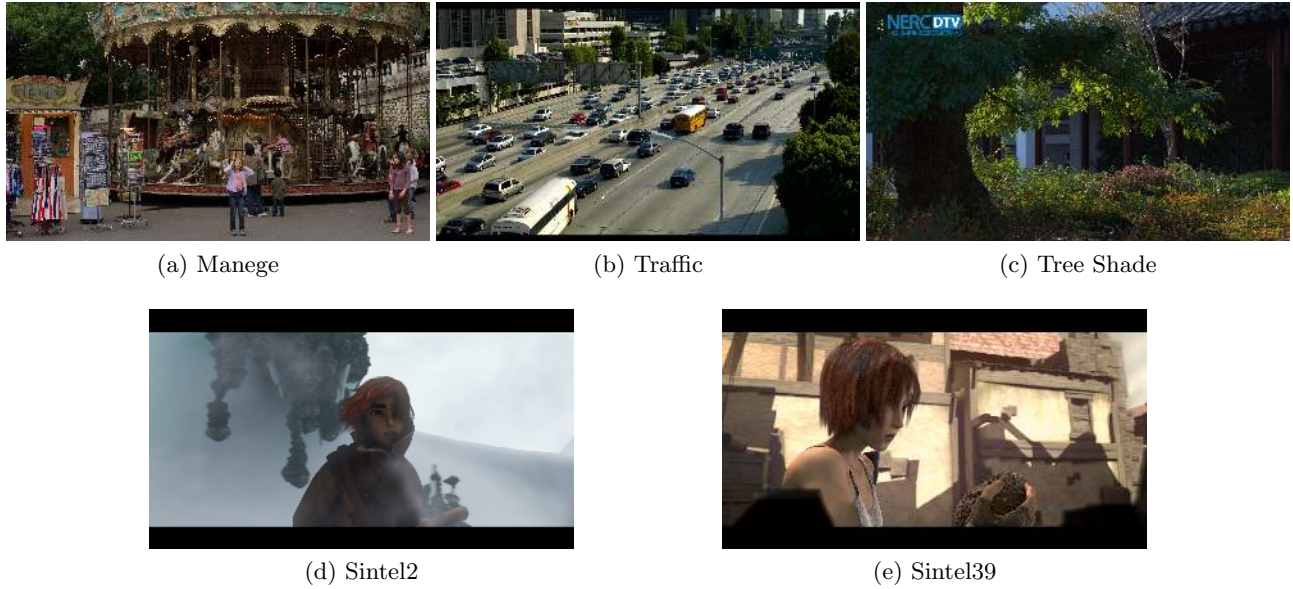 NERC DTV
(a) Manege
(b) Traffic
(c) Tree Shade
(d) Sintel2
(e) Sintel39